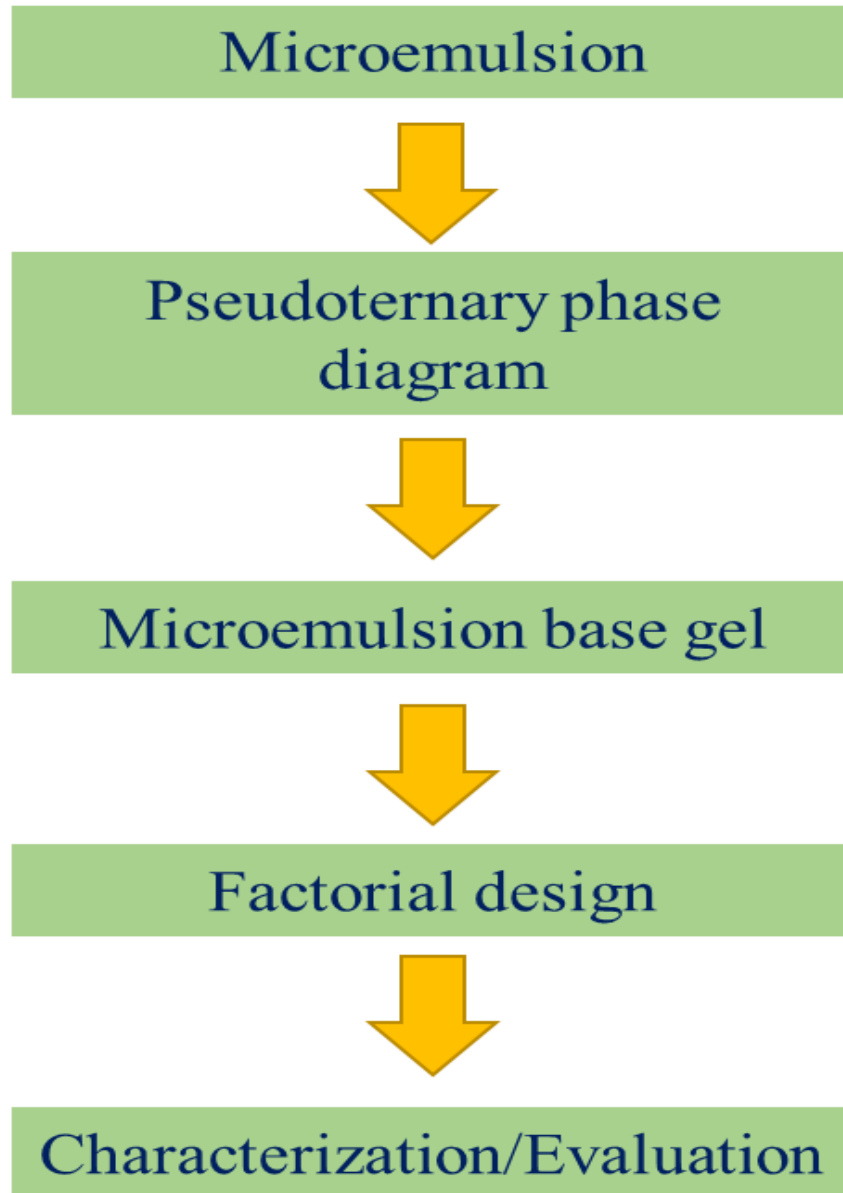 Microemulsion
Pseudoternary phase
diagram
Microemulsion base gel
Factorial design
Characterization/Evaluation